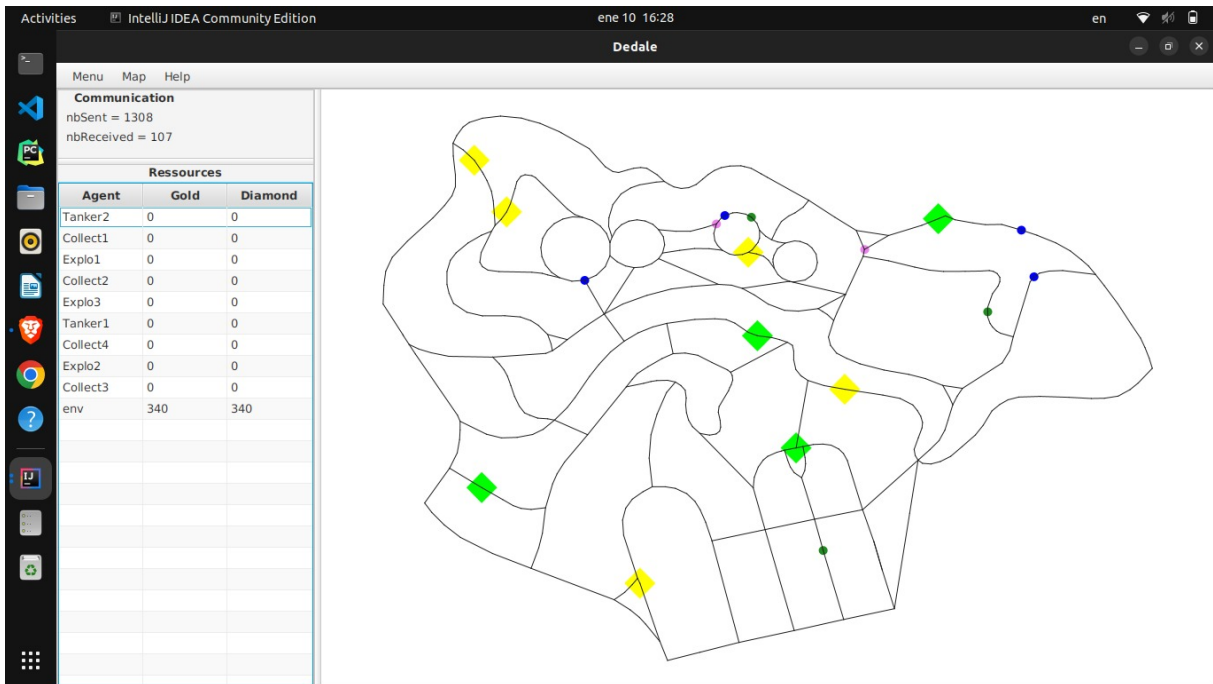 Activities IntelliJ IDEA Community Edition ene 10 16:28 en
Dedale
Menu Map Help
Communication
nbSent = 1308
nbReceived = 107
Ressources
Agent Gold Diamond
Tanker2 0 0
Collect1 0 0
Explo1 0 0
Collect2 0 0
Explo3 0 0
Tanker1 0 0
Collect4 0 0
Explo2 0 0
Collect3 0 0
env 340 340
PC
IJ